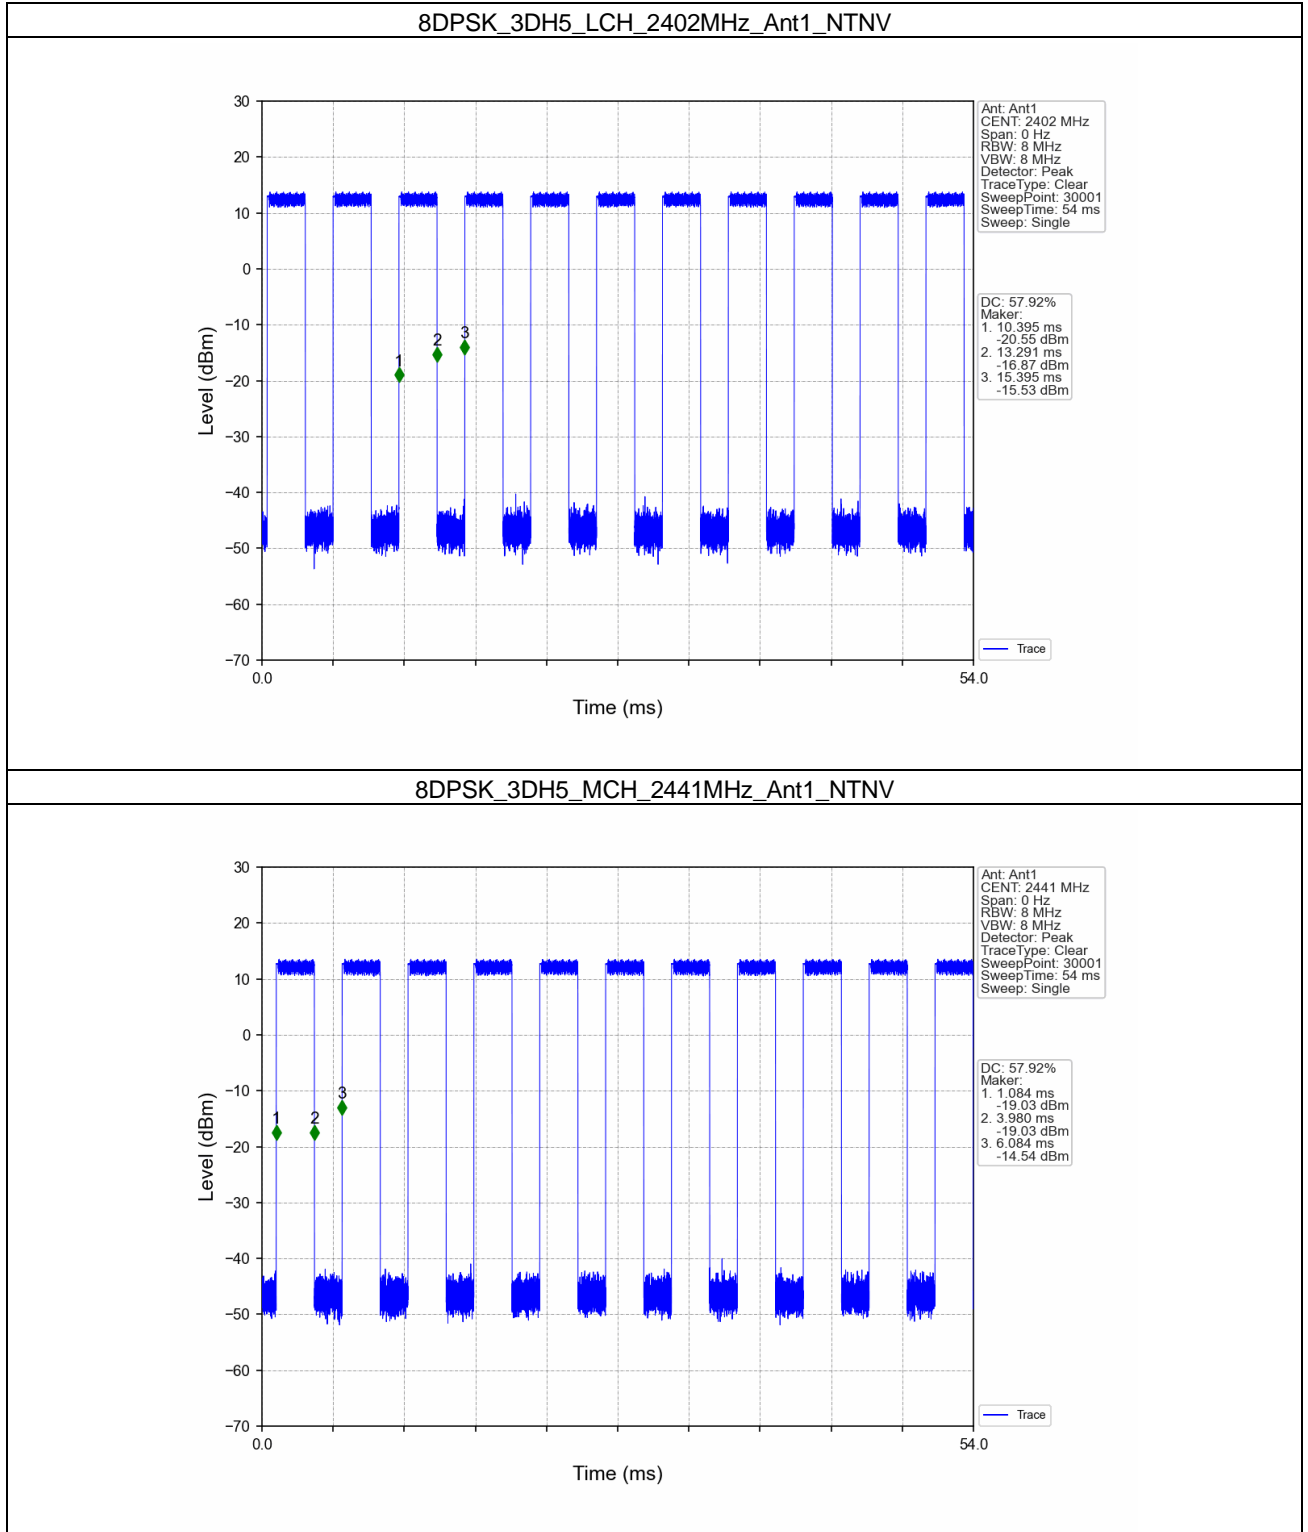 8DPSK_3DH5_LCH_2402MHz_Ant1_NTNV
30
20
10
0
−10
−20
−30
−40
−50
−60
−70
Level (dBm)
0.0
54.0
Time (ms)
1
2
3
Ant: Ant1
CENT: 2402 MHz
Span: 0 Hz
RBW: 8 MHz
VBW: 8 MHz
Detector: Peak
TraceType: Clear
SweepPoint: 30001
SweepTime: 54 ms
Sweep: Single
DC: 57.92%
Maker:
1. 10.395 ms
-20.55 dBm
2. 13.291 ms
-16.87 dBm
3. 15.395 ms
-15.53 dBm
Trace
8DPSK_3DH5_MCH_2441MHz_Ant1_NTNV
30
20
10
0
−10
−20
−30
−40
−50
−60
−70
Level (dBm)
0.0
54.0
Time (ms)
1
2
3
Ant: Ant1
CENT: 2441 MHz
Span: 0 Hz
RBW: 8 MHz
VBW: 8 MHz
Detector: Peak
TraceType: Clear
SweepPoint: 30001
SweepTime: 54 ms
Sweep: Single
DC: 57.92%
Maker:
1. 1.084 ms
-19.03 dBm
2. 3.980 ms
-19.03 dBm
3. 6.084 ms
-14.54 dBm
Trace